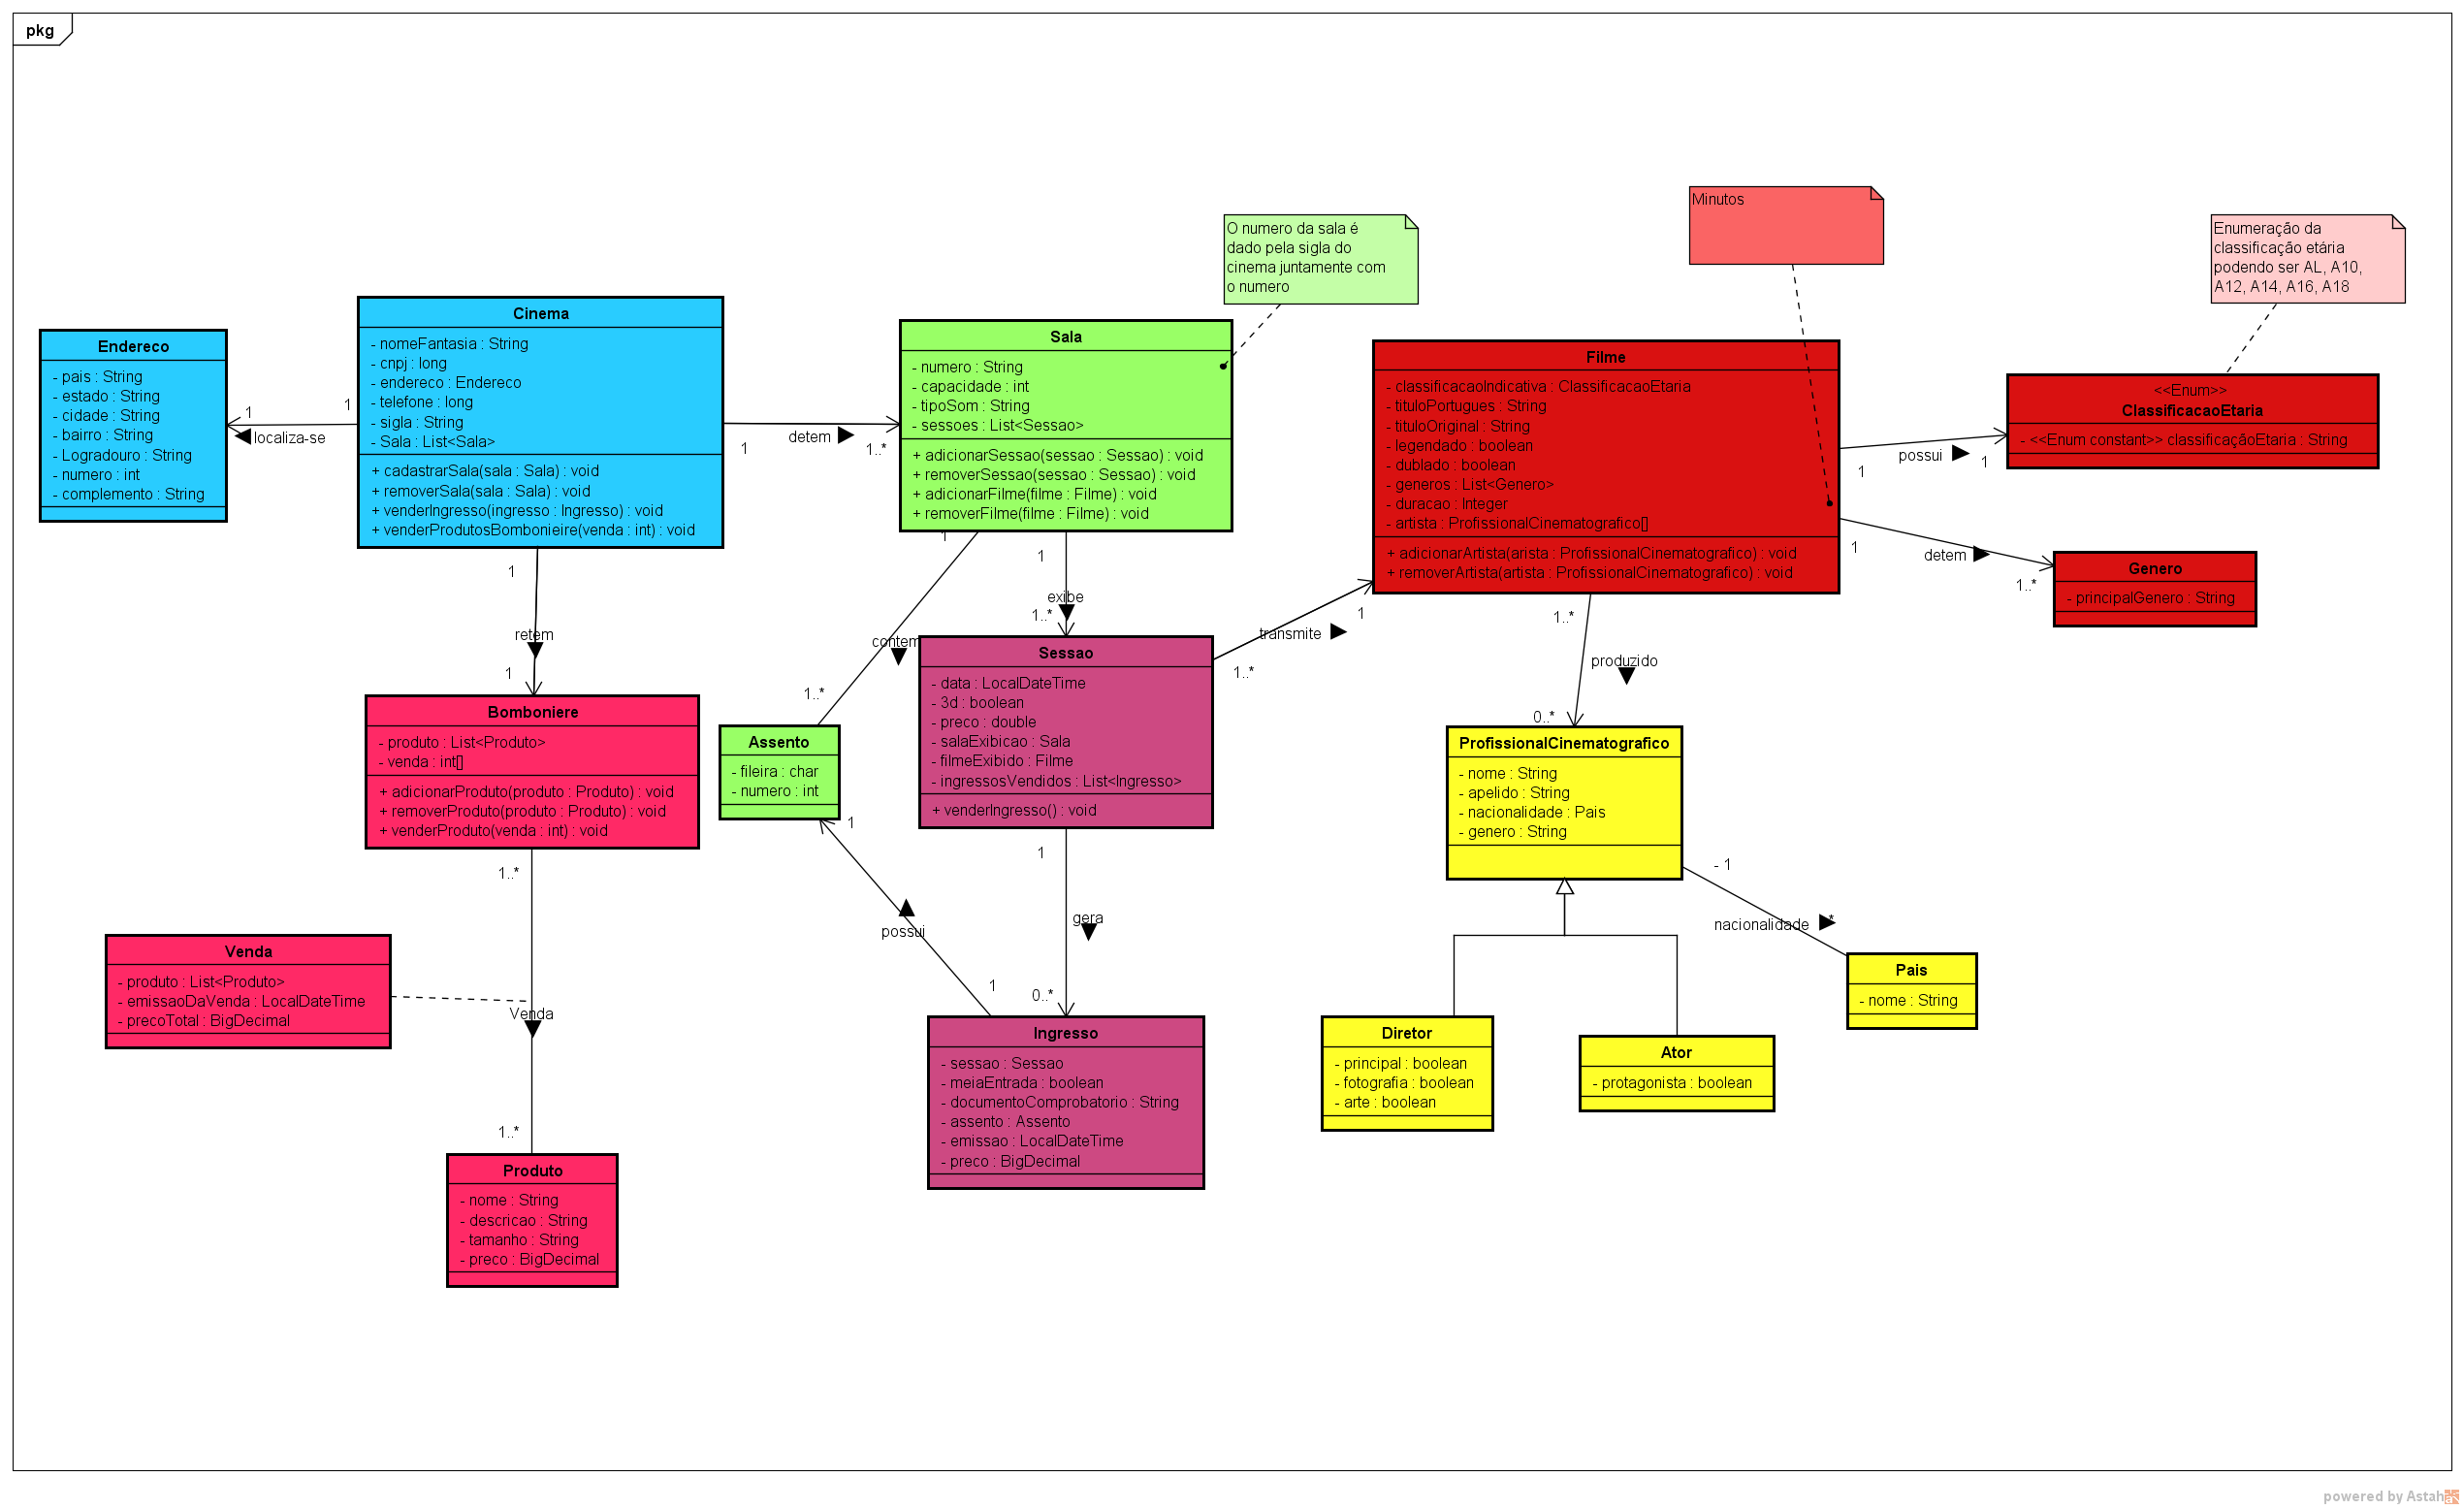 pkg
O numero da sala é
dado pela sigla do
cinema juntamente com
o numero
Minutos
Enumeração da
classificação etária
podendo ser AL, A10,
A12, A14, A16, A18
Endereco
- pais : String
- estado : String
- cidade : String
- bairro : String
- Logradouro : String
- numero : int
- complemento : String
1
1
localiza-se
Cinema
- nomeFantasia : String
- cnpj : long
- endereco : Endereco
- telefone : long
- sigla : String
- Sala : List<Sala>
+ cadastrarSala(sala : Sala) : void
+ removerSala(sala : Sala) : void
+ venderIngresso(ingresso : Ingresso) : void
+ venderProdutosBombonieire(venda : int) : void
1
detem
1..*
Sala
- numero : String
- capacidade : int
- tipoSom : String
- sessoes : List<Sessao>
+ adicionarSessao(sessao : Sessao) : void
+ removerSessao(sessao : Sessao) : void
+ adicionarFilme(filme : Filme) : void
+ removerFilme(filme : Filme) : void
Filme
- classificacaoIndicativa : ClassificacaoEtaria
- tituloPortugues : String
- tituloOriginal : String
- legendado : boolean
- dublado : boolean
- generos : List<Genero>
- duracao : Integer
- artista : ProfissionalCinematografico[]
+ adicionarArtista(arista : ProfissionalCinematografico) : void
+ removerArtista(artista : ProfissionalCinematografico) : void
1
possui
1
<<Enum>>
ClassificacaoEtaria
- <<Enum constant>> classificaçãoEtaria : String
1
detem
1..*
Genero
- principalGenero : String
1
retem
1
1
contem
1..*
1
exibe
1..*
1..*
transmite
1
1..*
produzido
0..*
Bomboniere
- produto : List<Produto>
- venda : int[]
+ adicionarProduto(produto : Produto) : void
+ removerProduto(produto : Produto) : void
+ venderProduto(venda : int) : void
Assento
- fileira : char
- numero : int
Sessao
- data : LocalDateTime
- 3d : boolean
- preco : double
- salaExibicao : Sala
- filmeExibido : Filme
- ingressosVendidos : List<Ingresso>
+ venderIngresso() : void
ProfissionalCinematografico
- nome : String
- apelido : String
- nacionalidade : Pais
- genero : String
1..*
Venda
1..*
1
possui
1
1
gera
0..*
- 1
nacionalidade
*
Venda
- produto : List<Produto>
- emissaoDaVenda : LocalDateTime
- precoTotal : BigDecimal
Pais
- nome : String
Ingresso
- sessao : Sessao
- meiaEntrada : boolean
- documentoComprobatorio : String
- assento : Assento
- emissao : LocalDateTime
- preco : BigDecimal
Diretor
- principal : boolean
- fotografia : boolean
- arte : boolean
Ator
- protagonista : boolean
Produto
- nome : String
- descricao : String
- tamanho : String
- preco : BigDecimal
powered by Astah